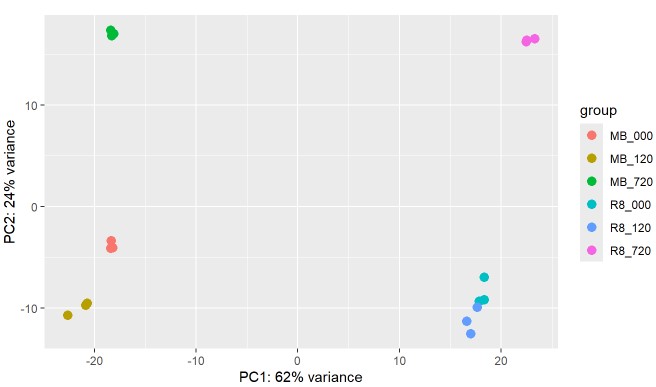 10
0
-10
-20
-10
0
10
20
PC1: 62% variance
PC2: 24% variance
group
MB_000
MB_120
MB_720
R8_000
R8_120
R8_720